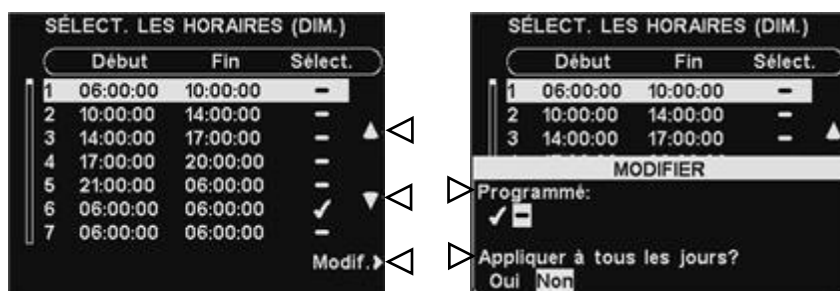 SÉLECT. LES HORAIRES (DIM.)
Début Fin Sélect.
1 06:00:00 10:00:00 –
2 10:00:00 14:00:00 –
3 14:00:00 17:00:00 –
4 17:00:00 20:00:00 –
5 21:00:00 06:00:00 –
6 06:00:00 06:00:00 ✓
7 06:00:00 06:00:00 –
Modif.
SÉLECT. LES HORAIRES (DIM.)
Début Fin Sélect.
1 06:00:00 10:00:00 –
2 10:00:00 14:00:00 –
3 14:00:00 17:00:00 –
MODIFIER
Programmé:
✓ –
Appliquer à tous les jours?
Oui Non